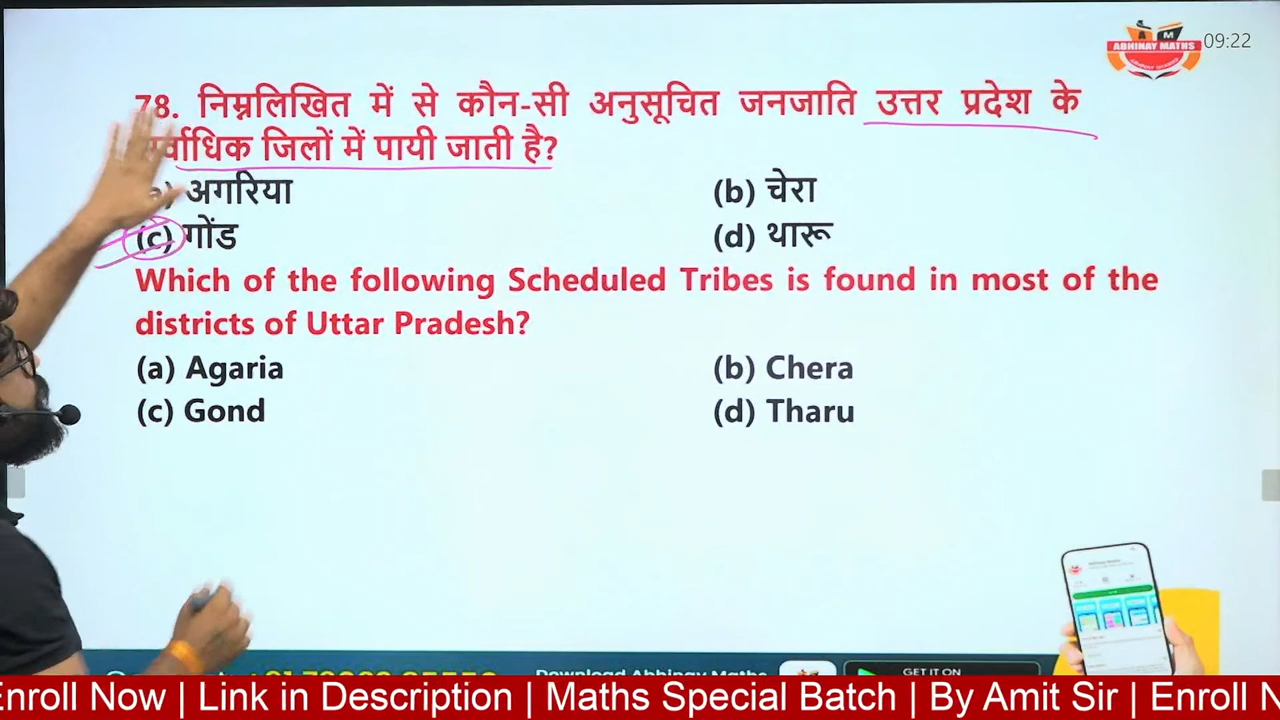 ABHINAY MATHS
09:22
78. निम्नलिखित में से कौन-सी अनुसूचित जनजाति उत्तर प्रदेश के
जिलों में पायी जाती है?
अगरिया (b) चेरा
(c) गोंड (d) थारू
Which of the following Scheduled Tribes is found in most of the
districts of Uttar Pradesh?
(a) Agaria (b) Chera
(c) Gond (d) Tharu
Download Abhinay Maths
GET IT ON
Enroll Now | Link in Description | Maths Special Batch | By Amit Sir | Enroll N